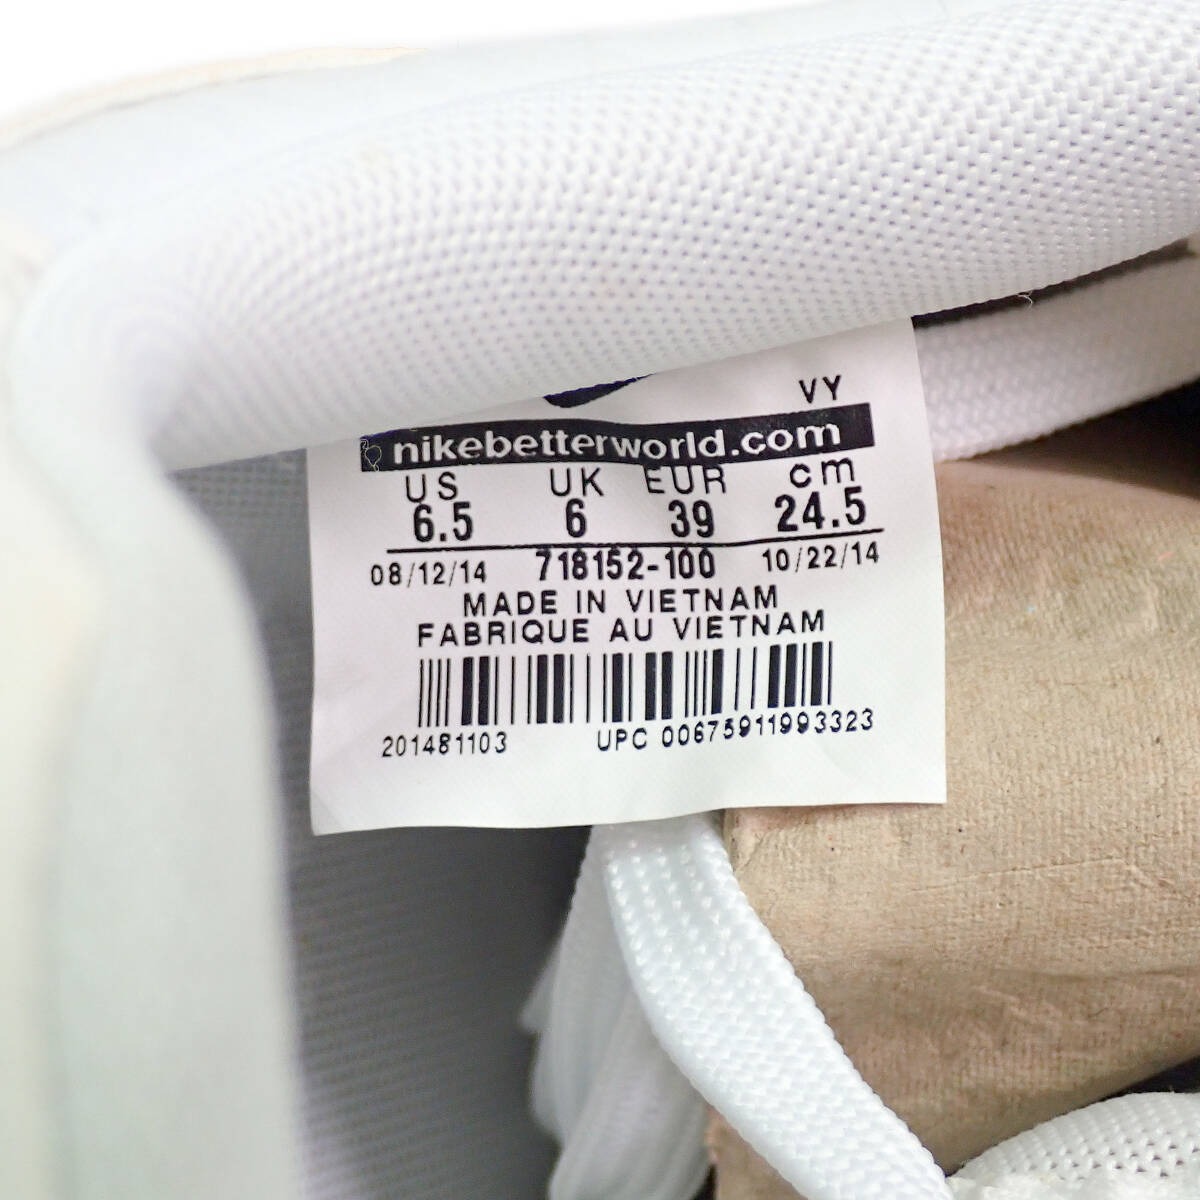 VY
nikebetterworld.com
US UK EUR cm
6.5 6 39 24.5
08/12/14 718152-100 10/22/14
MADE IN VIETNAM
FABRIQUE AU VIETNAM
201481103 UPC 00675911993323